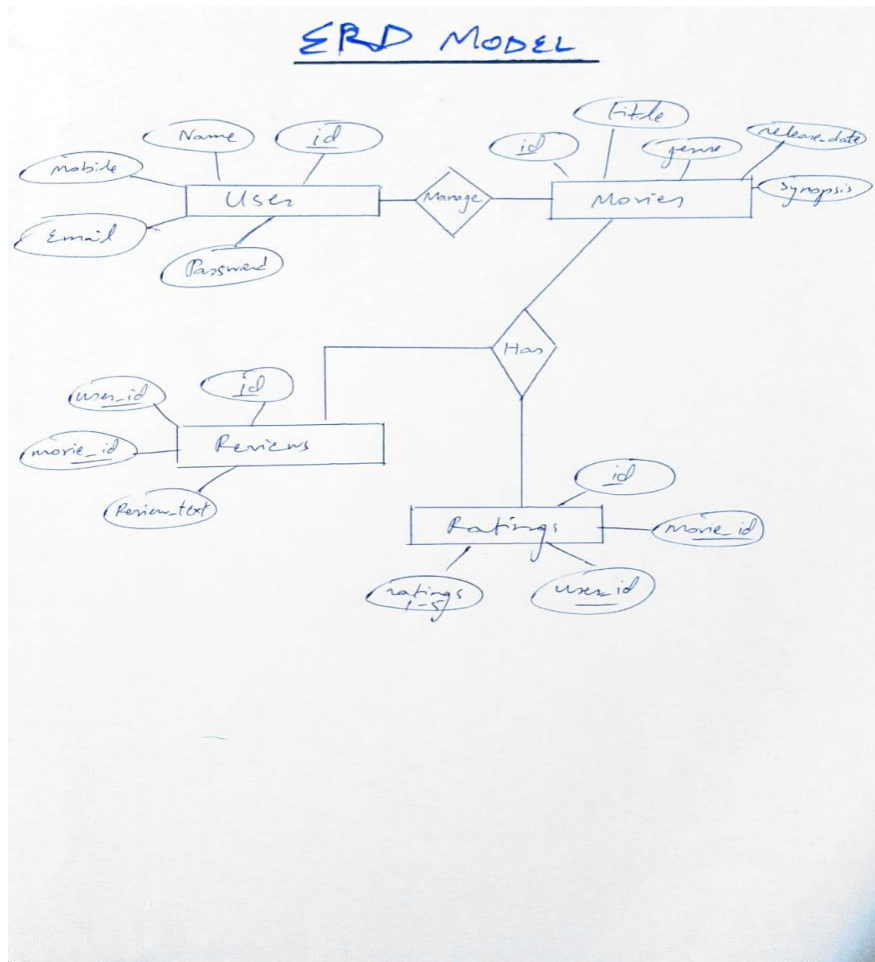 ERD MODEL
title
Name
id
id
genre
release_date
Mobile
User
Manage
Movies
synopsis
Email
Password
Has
user_id
id
movie_id
Reviews
Review_text
id
Ratings
movie_id
ratings
1-5
user_id